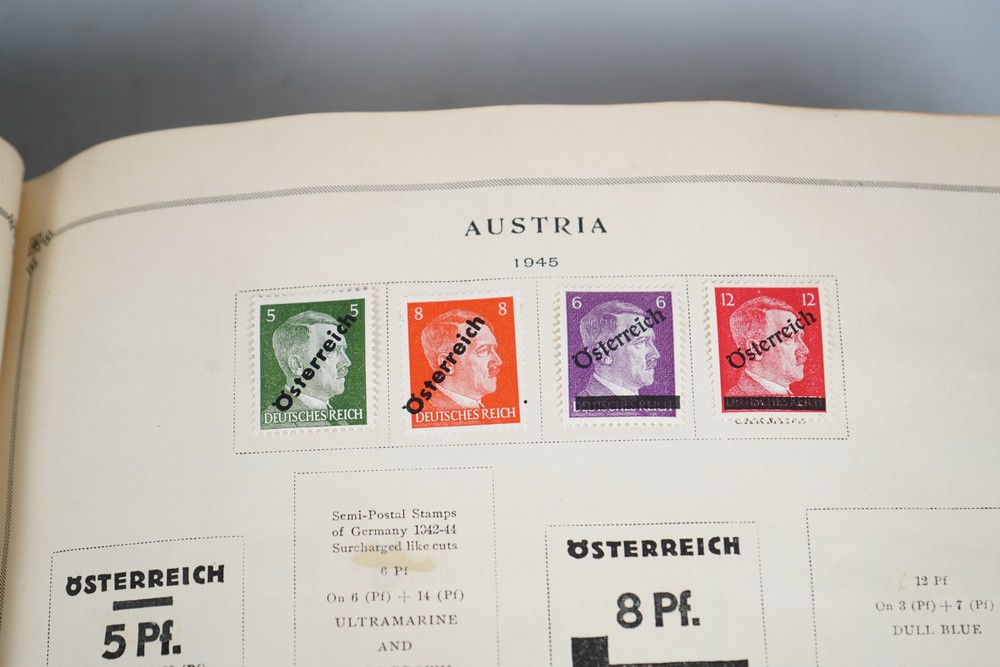 AUSTRIA
1945
5 5
Österreich
DEUTSCHES REICH
8 8
Österreich
DEUTSCHES REICH
6 6
Österreich
DEUTSCHES REICH
12 12
Österreich
DEUTSCHES REICH
Semi-Postal Stamps
of Germany 1942-44
Surcharged like cuts
6 Pf
On 6 (Pf) + 14 (Pf)
ULTRAMARINE
AND
ÖSTERREICH
5 Pf.
ÖSTERREICH
8 Pf.
12 Pf
On 3 (Pf) + 7 (Pf)
DULL BLUE